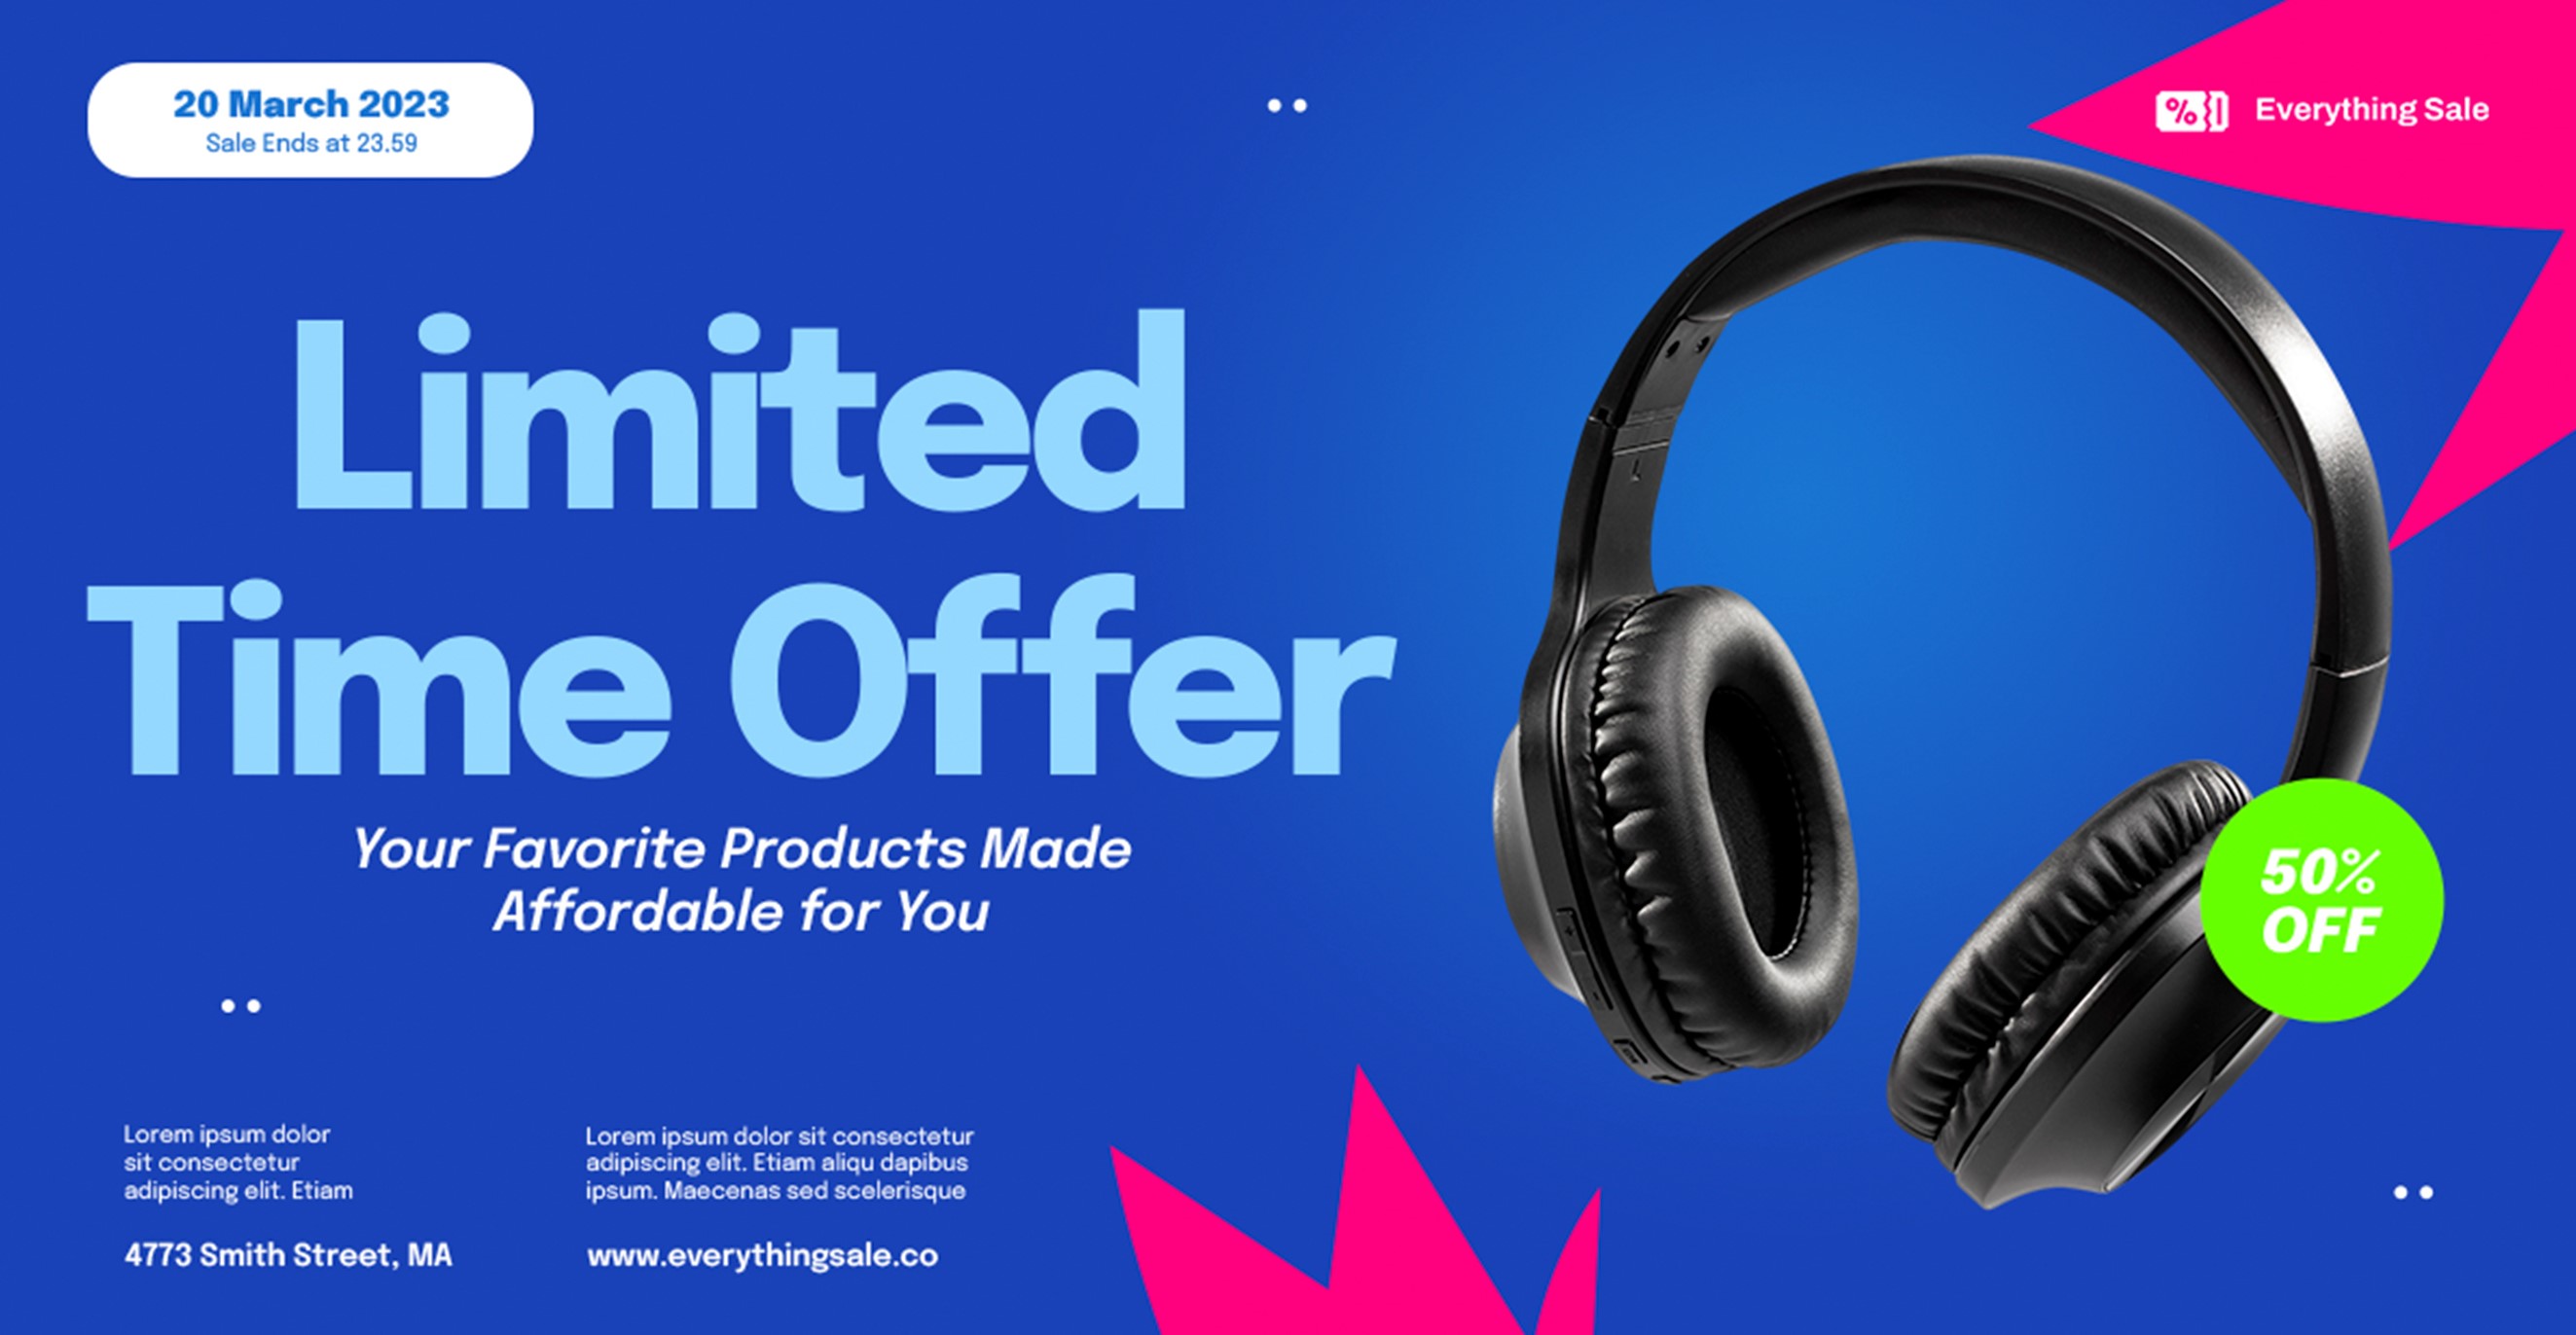 20 March 2023
Sale Ends at 23.59
% Everything Sale
Limited
Time Offer
Your Favorite Products Made
Affordable for You
50%
OFF
Lorem ipsum dolor
sit consectetur
adipiscing elit. Etiam
4773 Smith Street, MA
Lorem ipsum dolor sit consectetur
adipiscing elit. Etiam aliqu dapibus
ipsum. Maecenas sed scelerisque
www.everythingsale.co